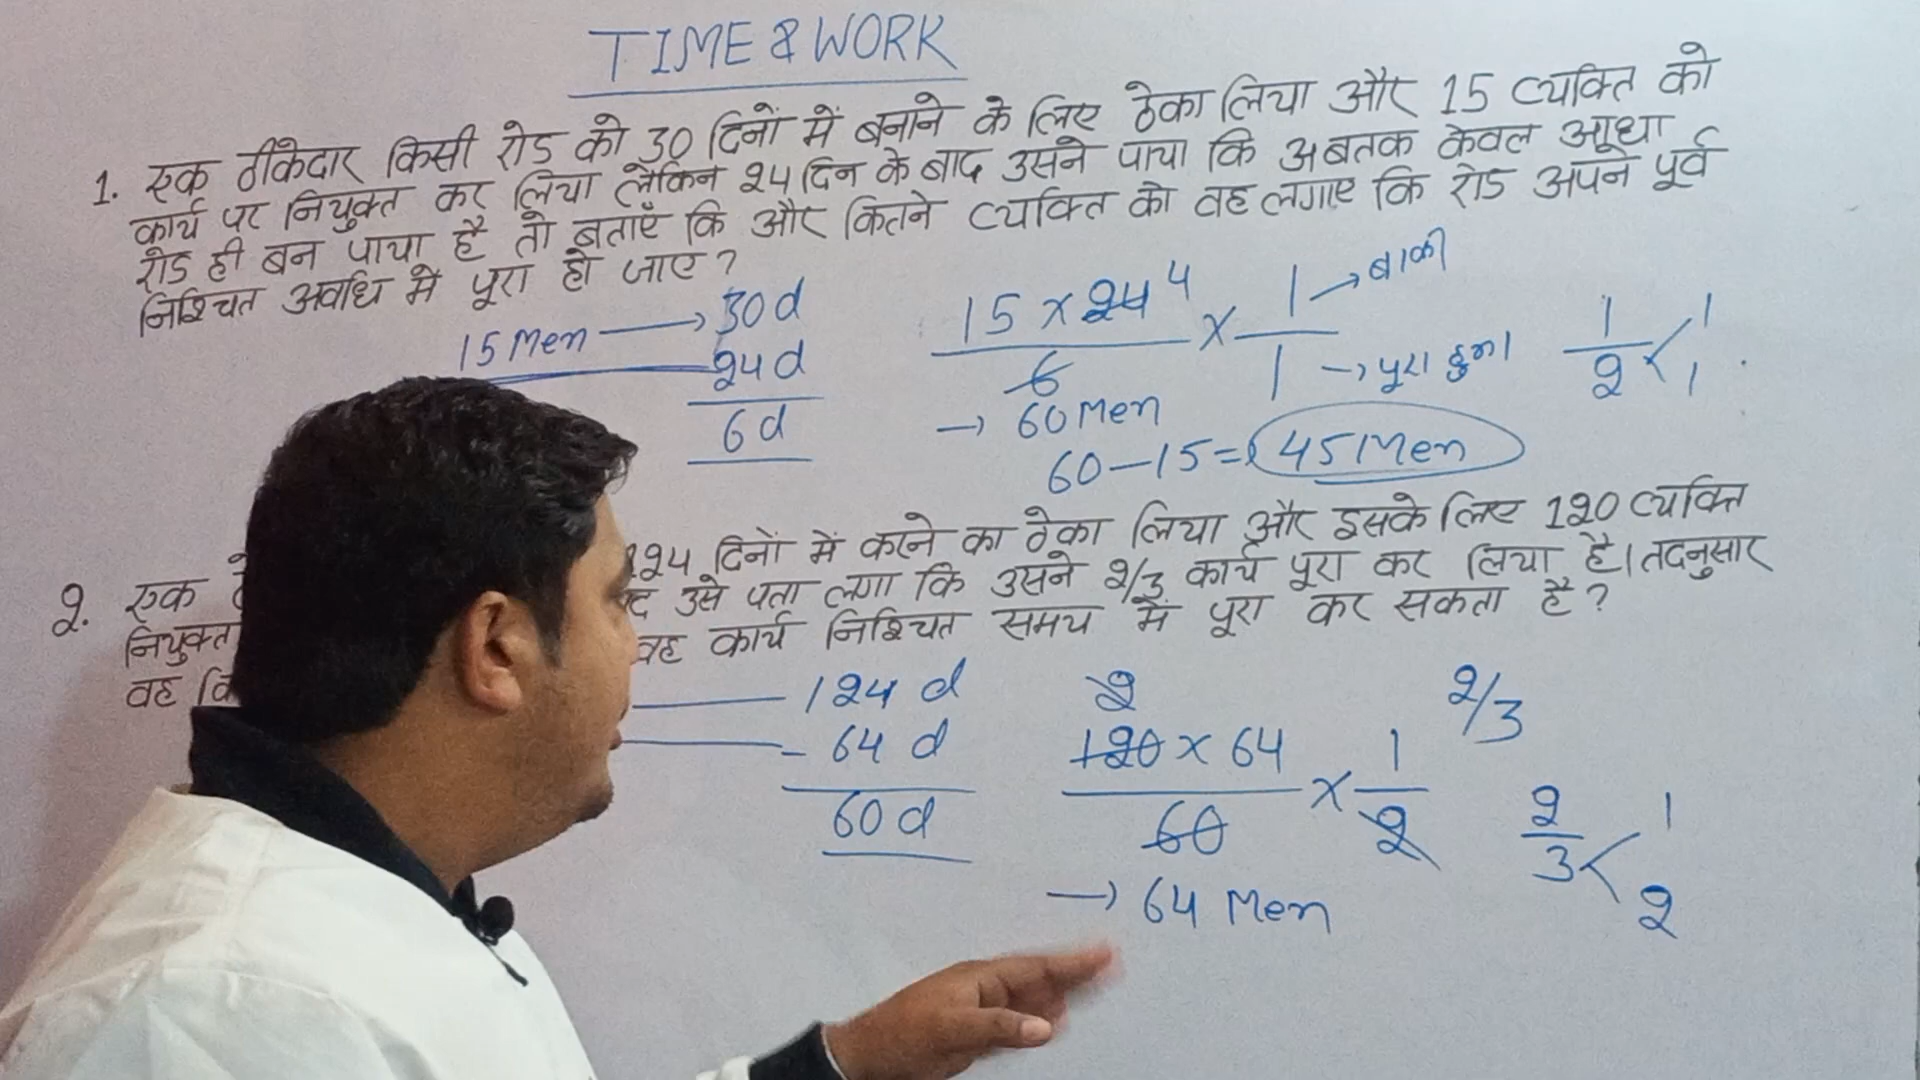 TIME & WORK
1. एक ठीकेदार किसी रोड को 30 दिनों में बनाने के लिए ठेका लिया और 15 व्यक्ति को
कार्य पर नियुक्त कर लिया लेकिन 24 दिन के बाद उसने पाया कि अबतक केवल आधा
रोड ही बन पाया है तो बताएँ कि और कितने व्यक्ति को वह लगाए कि रोड अपने पूर्व
निश्चित अवधि में पूरा हो जाए?
15 Men → 30 d
24 d
6 d
15 × 24 4
6
× 1 → बाकी
1 → पूरा हुआ
1/2 < 1
1
→ 60 Men
60 - 15 = 45 Men
2. एक 124 दिनों में करने का ठेका लिया और इसके लिए 120 व्यक्ति
नियुक्त उसे पता लगा कि उसने 2/3 कार्य पूरा कर लिया है। तदनुसार
वह वह कार्य निश्चित समय में पूरा कर सकता है?
124 d
- 64 d
60 d
2
120 × 64
60
× 1
2
2/3
2/3 < 1
2
→ 64 Men